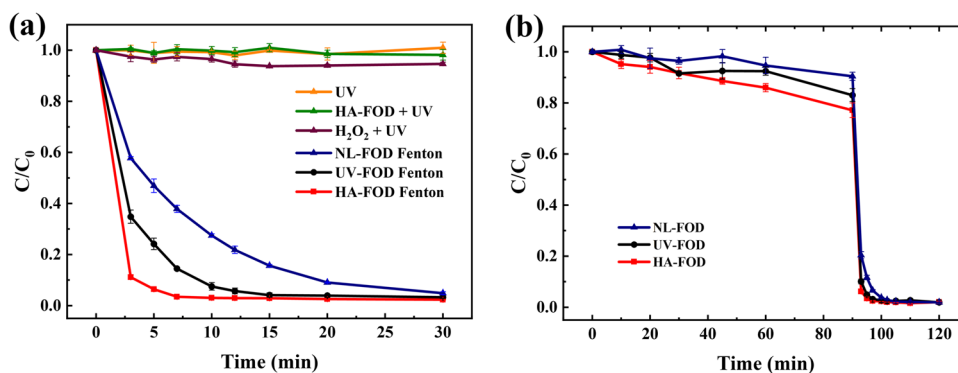 (a)
C/C₀
1.0
0.8
0.6
0.4
0.2
0.0
UV
HA-FOD + UV
H₂O₂ + UV
NL-FOD Fenton
UV-FOD Fenton
HA-FOD Fenton
0 5 10 15 20 25 30
Time (min)
(b)
C/C₀
1.0
0.8
0.6
0.4
0.2
0.0
NL-FOD
UV-FOD
HA-FOD
0 20 40 60 80 100 120
Time (min)